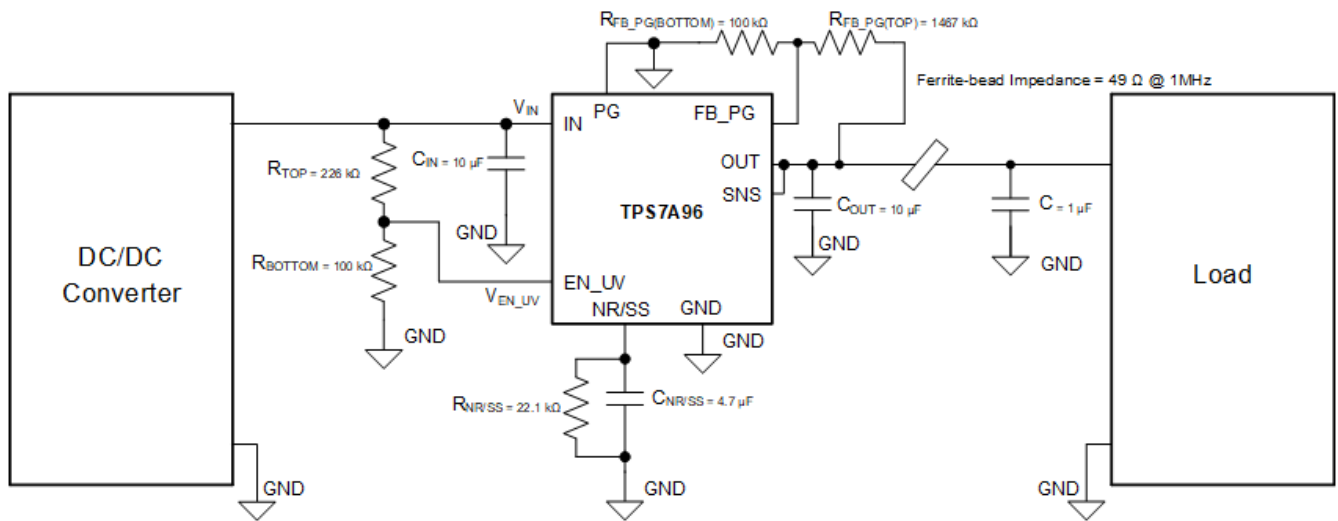 RFB_PG(BOTTOM) = 100 kΩ
RFB_PG(TOP) = 1467 kΩ
Ferrite-bead Impedance = 49 Ω @ 1MHz
VIN
IN
PG
FB_PG
RTOP = 226 kΩ
CIN = 10 µF
OUT
SNS
TPS7A96
COUT = 10 µF
C = 1 µF
GND
GND
GND
DC/DC
Converter
RBOTTOM = 100 kΩ
Load
VEN_UV
EN_UV
NR/SS
GND
GND
GND
RNR/SS = 22.1 kΩ
CNR/SS = 4.7 µF
GND
GND
GND